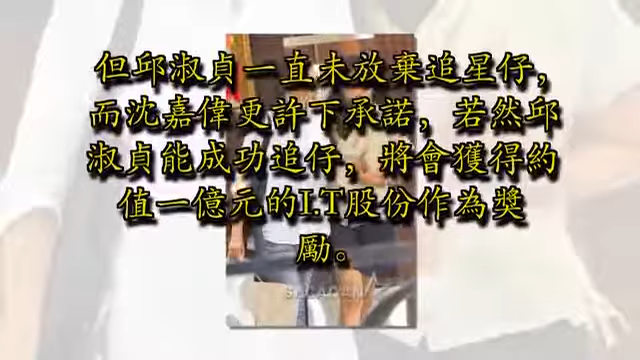 但邱淑貞一直未放棄追星仔，
而沈嘉偉更許下承諾，若然邱
淑貞能成功追仔，將會獲得約
值一億元的I.T股份作為獎
勵。